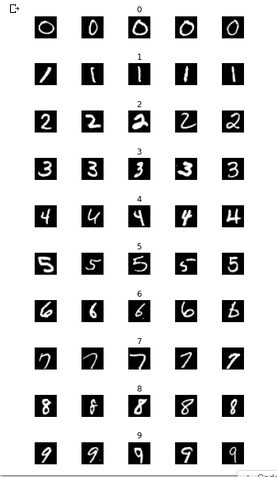 0
0 0 0 0 0
1
1 1 1 1 1
2
2 2 2 2 2
3
3 3 3 3 3
4
4 4 4 4 4
5
5 5 5 5 5
6
6 6 6 6 6
7
7 7 7 7 7
8
8 8 8 8 8
9
9 9 9 9 9